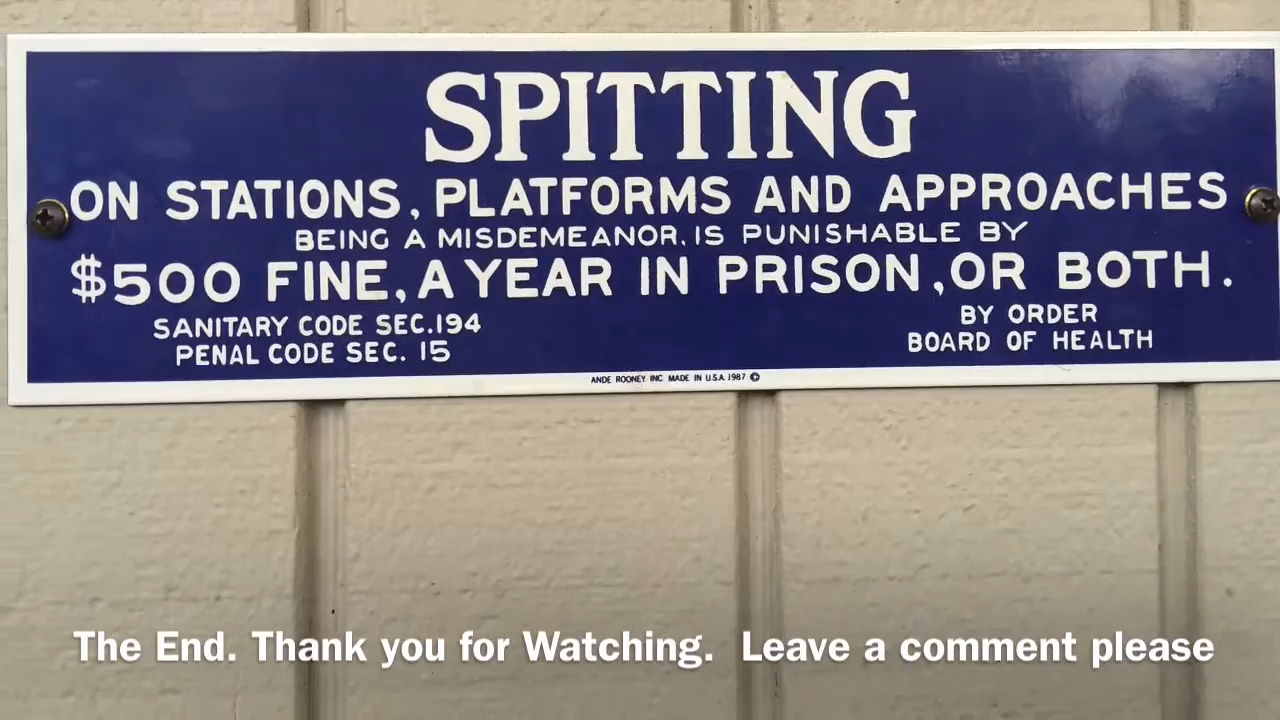 SPITTING
ON STATIONS, PLATFORMS AND APPROACHES
BEING A MISDEMEANOR. IS PUNISHABLE BY
$500 FINE, A YEAR IN PRISON, OR BOTH.
SANITARY CODE SEC. 194
PENAL CODE SEC. 15
BY ORDER
BOARD OF HEALTH
ANDE ROONEY INC MADE IN U.S.A. 1987 ©
The End. Thank you for Watching. Leave a comment please